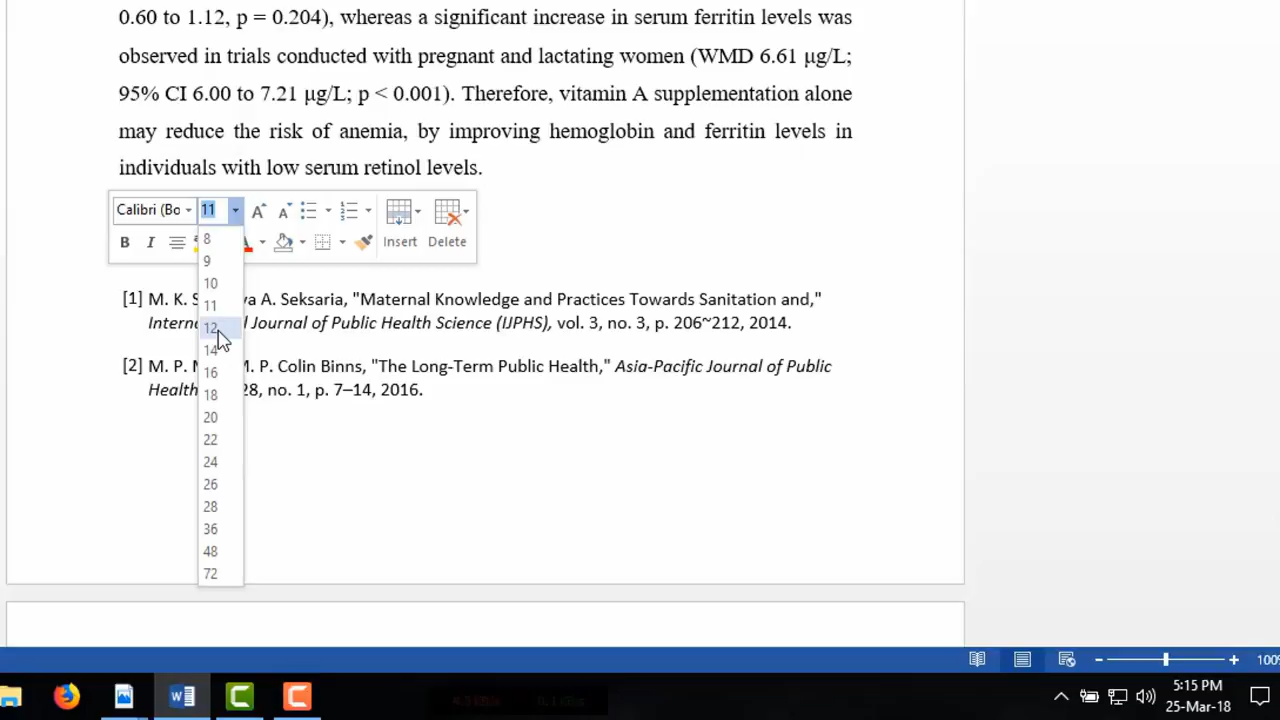 0.60 to 1.12, p = 0.204), whereas a significant increase in serum ferritin levels was
observed in trials conducted with pregnant and lactating women (WMD 6.61 µg/L;
95% CI 6.00 to 7.21 µg/L; p < 0.001). Therefore, vitamin A supplementation alone
may reduce the risk of anemia, by improving hemoglobin and ferritin levels in
individuals with low serum retinol levels.
Calibri (Bo 11
B I Insert Delete
8
9
10
11
12
14
16
18
20
22
24
26
28
36
48
72
[1] M. K. A. Seksaria, "Maternal Knowledge and Practices Towards Sanitation and,"
Journal of Public Health Science (IJPHS), vol. 3, no. 3, p. 206~212, 2014.
[2] M. P. M. P. Colin Binns, "The Long-Term Public Health," Asia-Pacific Journal of Public
Health 28, no. 1, p. 7–14, 2016.
100%
5:15 PM
25-Mar-18